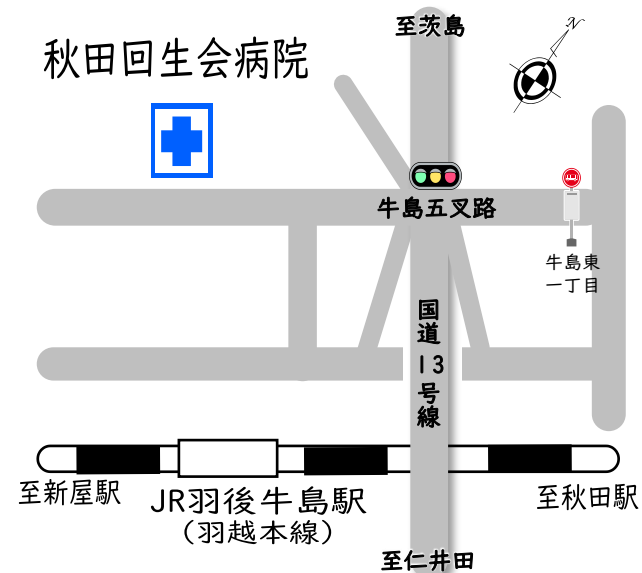 至茨島
N
秋田回生会病院
牛島五叉路
牛島東
一丁目
国道13号線
至新屋駅
JR羽後牛島駅
（羽越本線）
至秋田駅
至仁井田